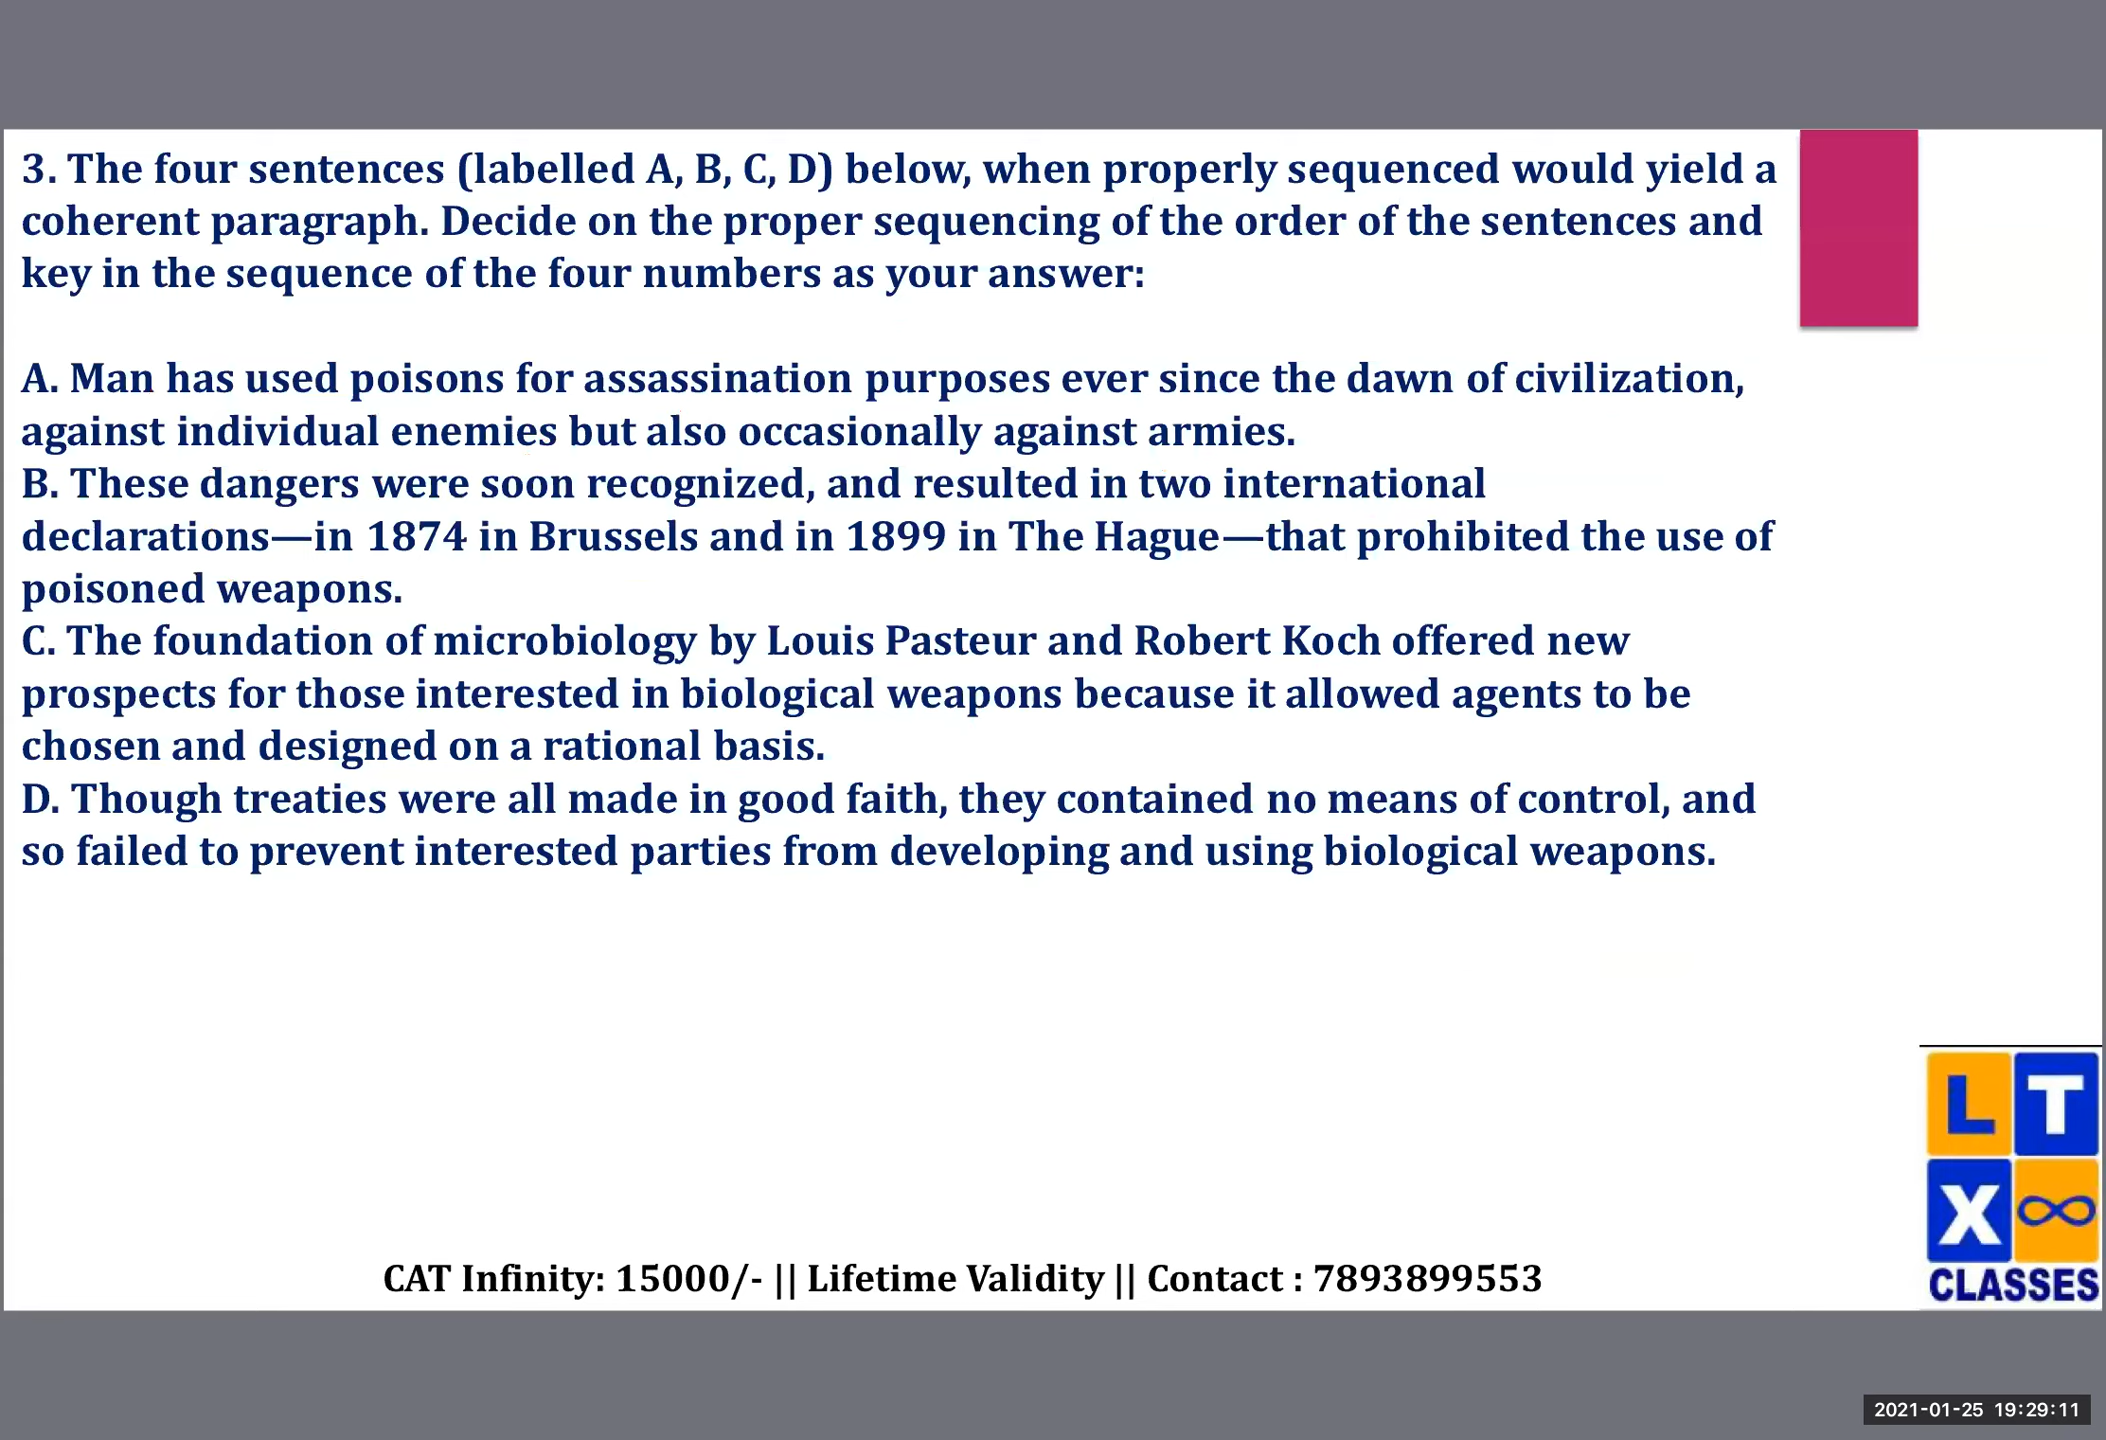 3. The four sentences (labelled A, B, C, D) below, when properly sequenced would yield a
coherent paragraph. Decide on the proper sequencing of the order of the sentences and
key in the sequence of the four numbers as your answer:
A. Man has used poisons for assassination purposes ever since the dawn of civilization,
against individual enemies but also occasionally against armies.
B. These dangers were soon recognized, and resulted in two international
declarations—in 1874 in Brussels and in 1899 in The Hague—that prohibited the use of
poisoned weapons.
C. The foundation of microbiology by Louis Pasteur and Robert Koch offered new
prospects for those interested in biological weapons because it allowed agents to be
chosen and designed on a rational basis.
D. Though treaties were all made in good faith, they contained no means of control, and
so failed to prevent interested parties from developing and using biological weapons.
L T
X ∞
CLASSES
CAT Infinity: 15000/- || Lifetime Validity || Contact : 7893899553
2021-01-25 19:29:11